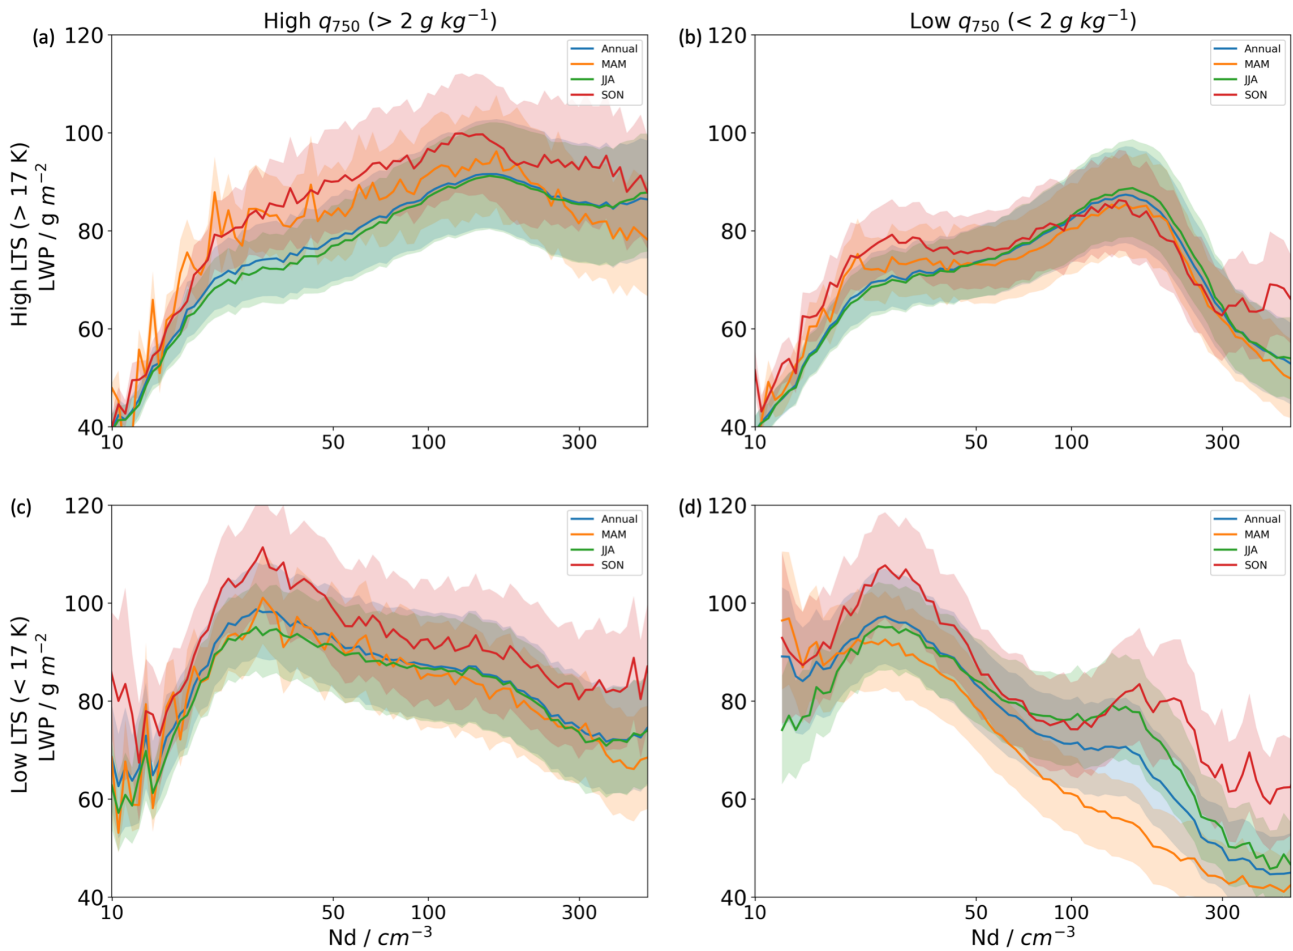 High q750 (> 2 g kg−1)
Low q750 (< 2 g kg−1)
(a)
High LTS (> 17 K)
LWP / g m−2
120
100
80
60
40
10
50
100
300
Annual
MAM
JJA
SON
(b)
120
100
80
60
40
10
50
100
300
Annual
MAM
JJA
SON
(c)
Low LTS (< 17 K)
LWP / g m−2
120
100
80
60
40
10
50
100
300
Nd / cm−3
Annual
MAM
JJA
SON
(d)
120
100
80
60
40
10
50
100
300
Nd / cm−3
Annual
MAM
JJA
SON